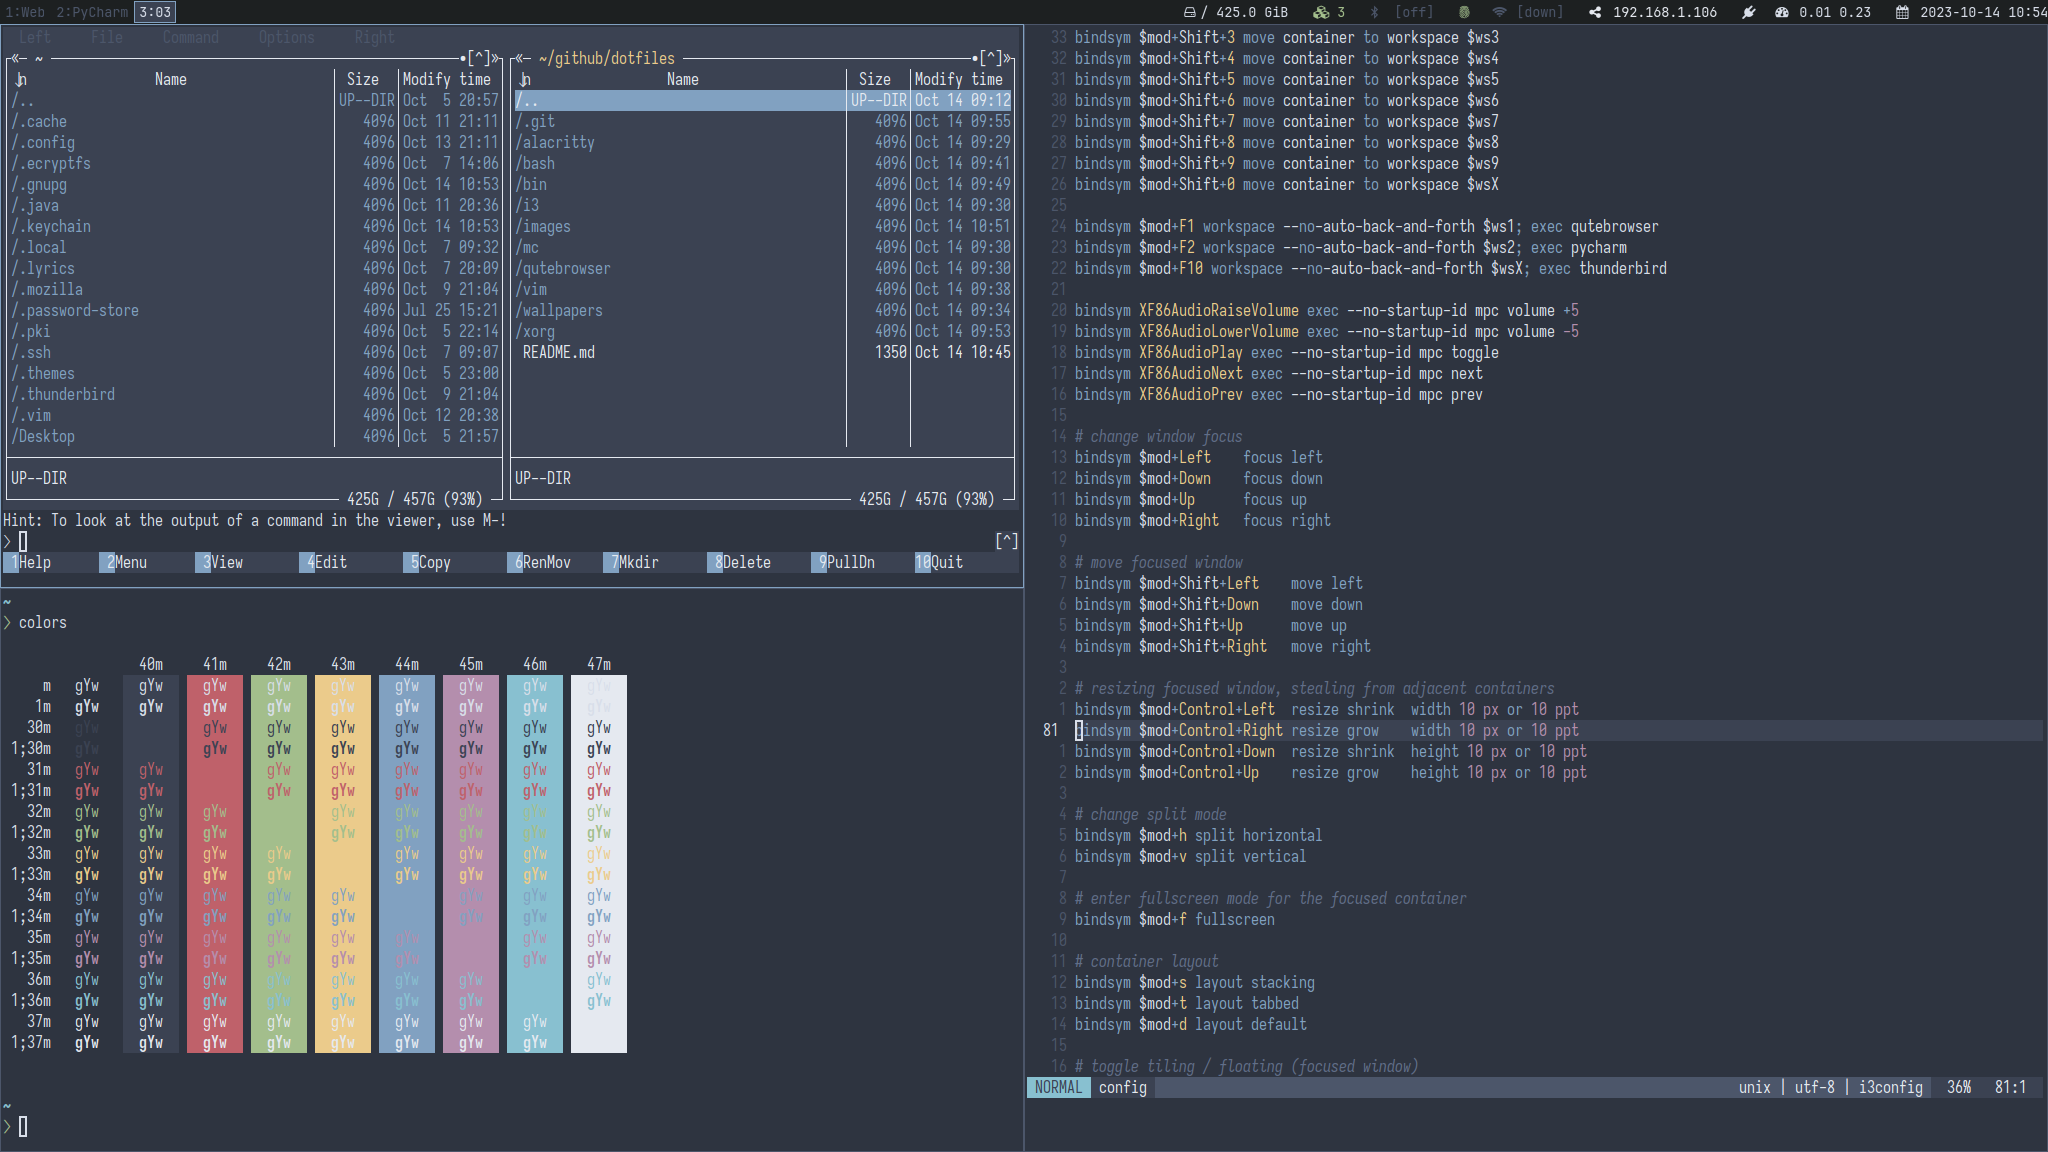 1:Web 2:PyCharm 3:03 / 425.0 GiB 3 [off] [down] 192.168.1.106 0.01 0.23 2023-10-14 10:54
Left File Command Options Right
«─ ~ ─•[^]»
n Name Size Modify time
/.. UP--DIR Oct  5 20:57
/.cache 4096 Oct 11 21:11
/.config 4096 Oct 13 21:11
/.ecryptfs 4096 Oct  7 14:06
/.gnupg 4096 Oct 14 10:53
/.java 4096 Oct 11 20:36
/.keychain 4096 Oct 14 10:53
/.local 4096 Oct  7 09:32
/.lyrics 4096 Oct  7 20:09
/.mozilla 4096 Oct  9 21:04
/.password-store 4096 Jul 25 15:21
/.pki 4096 Oct  5 22:14
/.ssh 4096 Oct  7 09:07
/.themes 4096 Oct  5 23:00
/.thunderbird 4096 Oct  9 21:04
/.vim 4096 Oct 12 20:38
/Desktop 4096 Oct  5 21:57
UP--DIR
425G / 457G (93%)
«─ ~/github/dotfiles ─•[^]»
n Name Size Modify time
/.. UP--DIR Oct 14 09:12
/.git 4096 Oct 14 09:55
/alacritty 4096 Oct 14 09:29
/bash 4096 Oct 14 09:41
/bin 4096 Oct 14 09:49
/i3 4096 Oct 14 09:30
/images 4096 Oct 14 10:51
/mc 4096 Oct 14 09:30
/qutebrowser 4096 Oct 14 09:30
/vim 4096 Oct 14 09:38
/wallpapers 4096 Oct 14 09:34
/xorg 4096 Oct 14 09:53
README.md 1350 Oct 14 10:45
UP--DIR
425G / 457G (93%)
Hint: To look at the output of a command in the viewer, use M-!
❯ [^]
1Help 2Menu 3View 4Edit 5Copy 6RenMov 7Mkdir 8Delete 9PullDn 10Quit
~
❯ colors
40m 41m 42m 43m 44m 45m 46m 47m
m gYw gYw gYw gYw gYw gYw gYw gYw gYw
1m gYw gYw gYw gYw gYw gYw gYw gYw gYw
30m gYw gYw gYw gYw gYw gYw gYw gYw
1;30m gYw gYw gYw gYw gYw gYw gYw gYw
31m gYw gYw gYw gYw gYw gYw gYw gYw
1;31m gYw gYw gYw gYw gYw gYw gYw gYw
32m gYw gYw gYw gYw gYw gYw gYw gYw
1;32m gYw gYw gYw gYw gYw gYw gYw gYw
33m gYw gYw gYw gYw gYw gYw gYw gYw
1;33m gYw gYw gYw gYw gYw gYw gYw gYw
34m gYw gYw gYw gYw gYw gYw gYw gYw
1;34m gYw gYw gYw gYw gYw gYw gYw gYw
35m gYw gYw gYw gYw gYw gYw gYw gYw
1;35m gYw gYw gYw gYw gYw gYw gYw gYw
36m gYw gYw gYw gYw gYw gYw gYw gYw
1;36m gYw gYw gYw gYw gYw gYw gYw gYw
37m gYw gYw gYw gYw gYw gYw gYw gYw
1;37m gYw gYw gYw gYw gYw gYw gYw gYw
~
❯
33 bindsym $mod+Shift+3 move container to workspace $ws3
32 bindsym $mod+Shift+4 move container to workspace $ws4
31 bindsym $mod+Shift+5 move container to workspace $ws5
30 bindsym $mod+Shift+6 move container to workspace $ws6
29 bindsym $mod+Shift+7 move container to workspace $ws7
28 bindsym $mod+Shift+8 move container to workspace $ws8
27 bindsym $mod+Shift+9 move container to workspace $ws9
26 bindsym $mod+Shift+0 move container to workspace $wsX
25
24 bindsym $mod+F1 workspace --no-auto-back-and-forth $ws1; exec qutebrowser
23 bindsym $mod+F2 workspace --no-auto-back-and-forth $ws2; exec pycharm
22 bindsym $mod+F10 workspace --no-auto-back-and-forth $wsX; exec thunderbird
21
20 bindsym XF86AudioRaiseVolume exec --no-startup-id mpc volume +5
19 bindsym XF86AudioLowerVolume exec --no-startup-id mpc volume -5
18 bindsym XF86AudioPlay exec --no-startup-id mpc toggle
17 bindsym XF86AudioNext exec --no-startup-id mpc next
16 bindsym XF86AudioPrev exec --no-startup-id mpc prev
15
14 # change window focus
13 bindsym $mod+Left    focus left
12 bindsym $mod+Down    focus down
11 bindsym $mod+Up      focus up
10 bindsym $mod+Right   focus right
9
8 # move focused window
7 bindsym $mod+Shift+Left    move left
6 bindsym $mod+Shift+Down    move down
5 bindsym $mod+Shift+Up      move up
4 bindsym $mod+Shift+Right   move right
3
2 # resizing focused window, stealing from adjacent containers
1 bindsym $mod+Control+Left  resize shrink  width 10 px or 10 ppt
81 bindsym $mod+Control+Right resize grow    width 10 px or 10 ppt
1 bindsym $mod+Control+Down  resize shrink  height 10 px or 10 ppt
2 bindsym $mod+Control+Up    resize grow    height 10 px or 10 ppt
3
4 # change split mode
5 bindsym $mod+h split horizontal
6 bindsym $mod+v split vertical
7
8 # enter fullscreen mode for the focused container
9 bindsym $mod+f fullscreen
10
11 # container layout
12 bindsym $mod+s layout stacking
13 bindsym $mod+t layout tabbed
14 bindsym $mod+d layout default
15
16 # toggle tiling / floating (focused window)
NORMAL config unix | utf-8 | i3config 36% 81:1